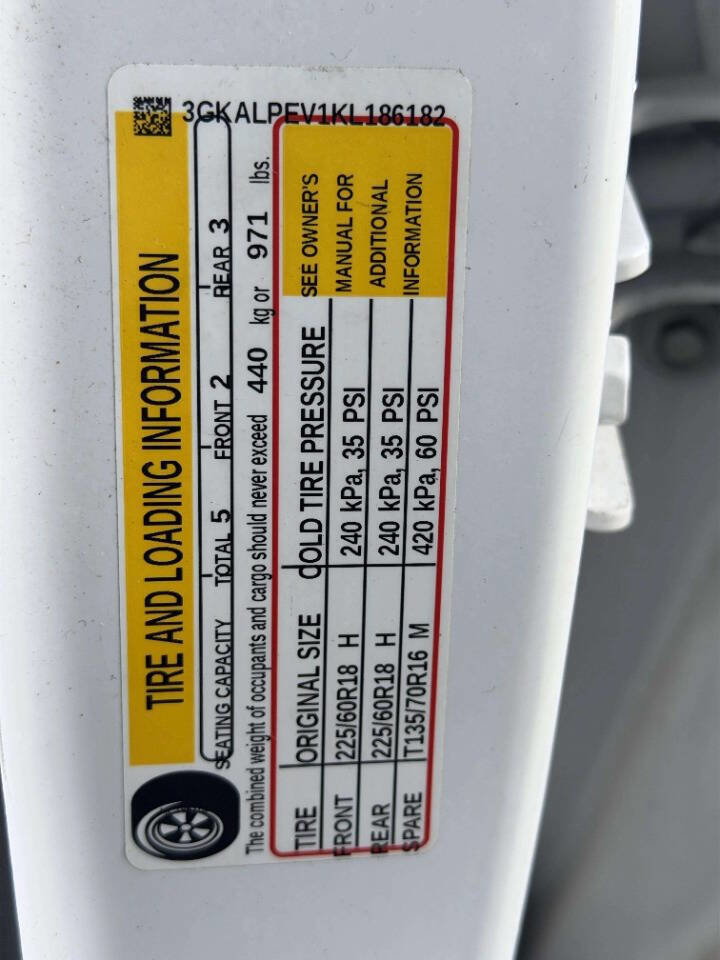 3GKALPEV1KL186182
TIRE AND LOADING INFORMATION
SEATING CAPACITY TOTAL 5 FRONT 2 REAR 3
The combined weight of occupants and cargo should never exceed 440 kg or 971 lbs.
TIRE ORIGINAL SIZE COLD TIRE PRESSURE
FRONT 225/60R18 H 240 kPa, 35 PSI
REAR 225/60R18 H 240 kPa, 35 PSI
SPARE T135/70R16 M 420 kPa, 60 PSI
SEE OWNER'S
MANUAL FOR
ADDITIONAL
INFORMATION